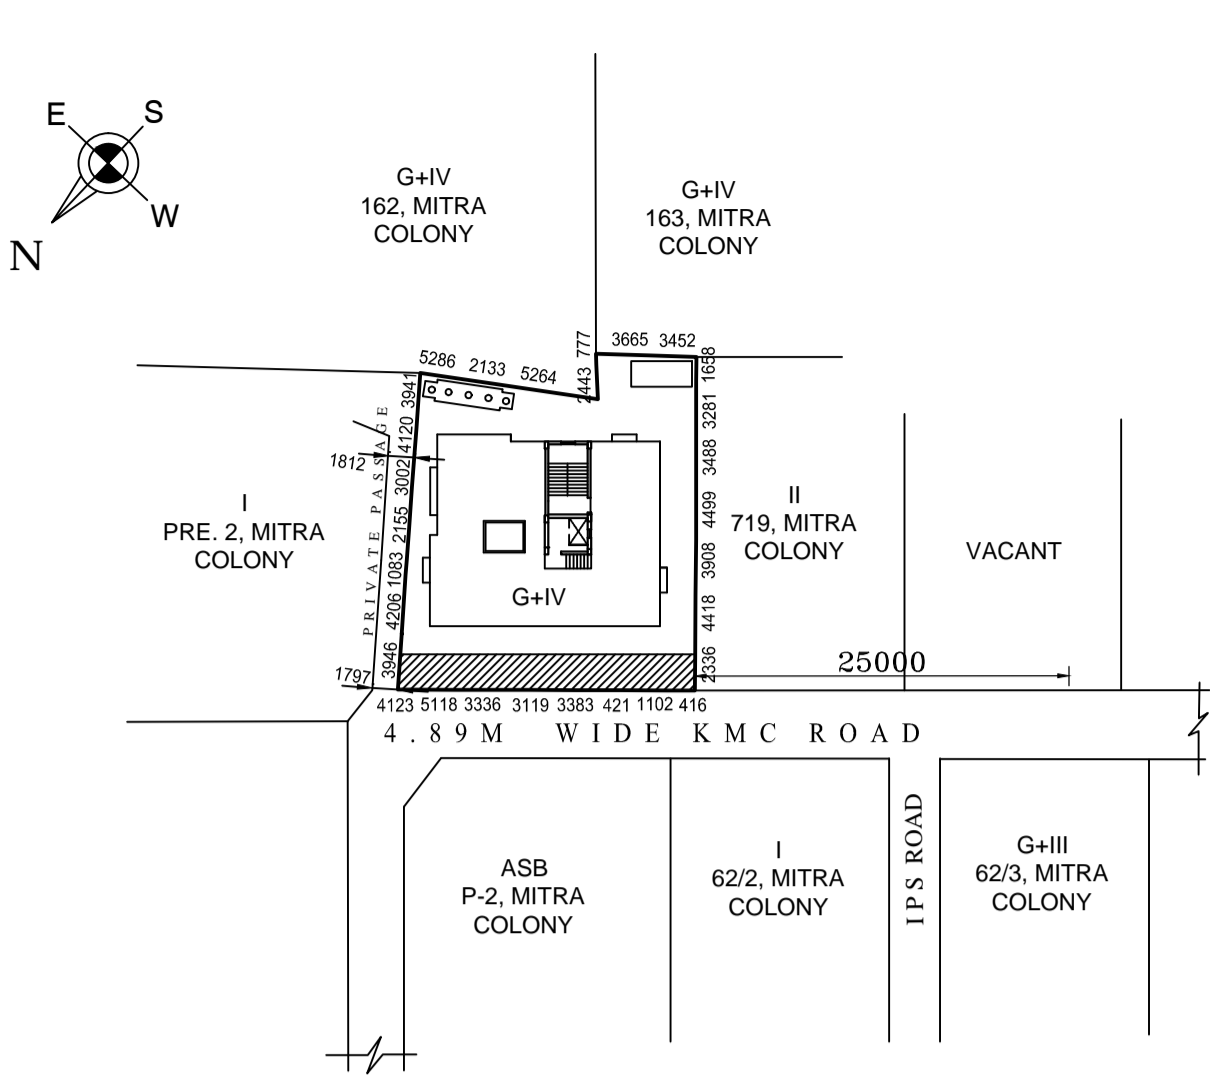 E
S
W
N
G+IV
162, MITRA
COLONY
G+IV
163, MITRA
COLONY
5286 2133 5264
2443 777
3665 3452
1658
3281
3488
4499
3908
4418
2336
3941
4120
3002
2155
1083
4206
3946
1812
1797
PRIVATE PASSAGE
I
PRE. 2, MITRA
COLONY
G+IV
II
719, MITRA
COLONY
VACANT
25000
4123 5118 3336 3119 3383 421 1102 416
4.89M WIDE KMC ROAD
ASB
P-2, MITRA
COLONY
I
62/2, MITRA
COLONY
IPS ROAD
G+III
62/3, MITRA
COLONY